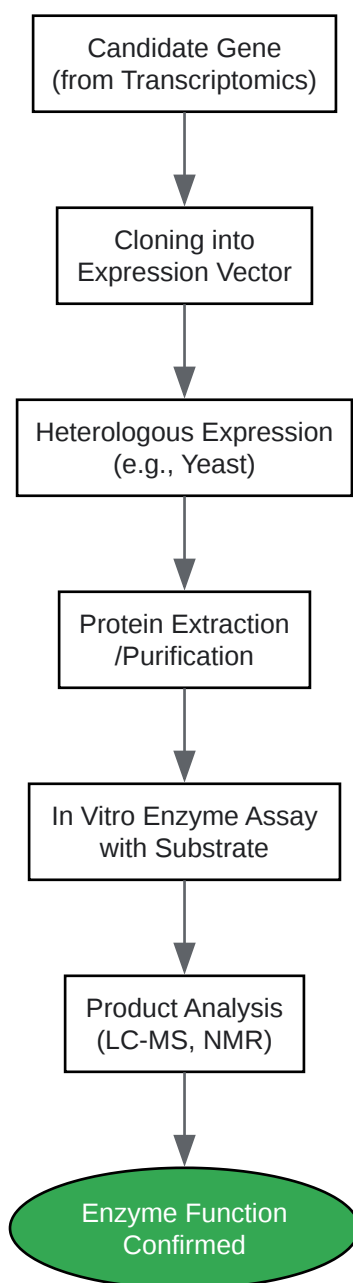 Candidate Gene
(from Transcriptomics)
Cloning into
Expression Vector
Heterologous Expression
(e.g., Yeast)
Protein Extraction
/Purification
In Vitro Enzyme Assay
with Substrate
Product Analysis
(LC-MS, NMR)
Enzyme Function
Confirmed